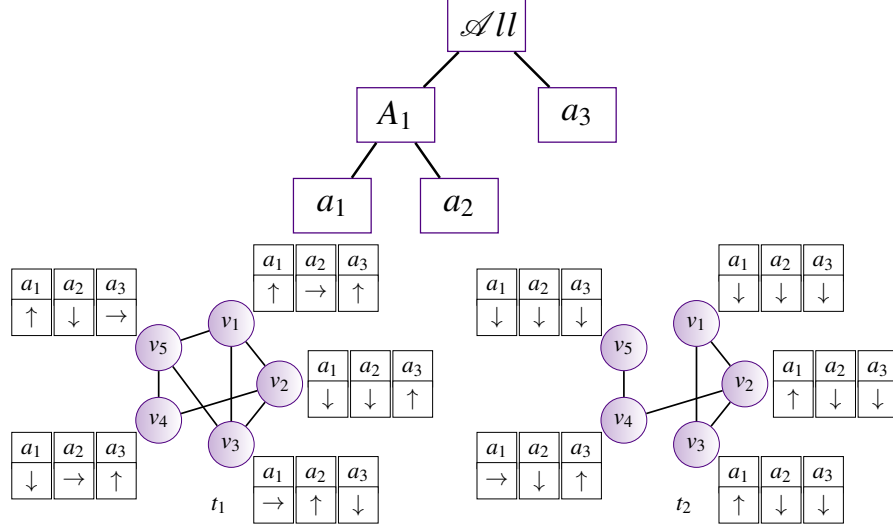 𝒜ll
A₁ a₃
a₁ a₂
a₁ a₂ a₃
↑ → ↑
a₁ a₂ a₃
↑ ↓ →
v₁
v₅
v₂
a₁ a₂ a₃
↓ ↓ ↑
v₄
v₃
a₁ a₂ a₃
↓ → ↑
a₁ a₂ a₃
→ ↑ ↓
t₁
a₁ a₂ a₃
↓ ↓ ↓
a₁ a₂ a₃
↓ ↓ ↓
v₁
v₅
v₂
a₁ a₂ a₃
↑ ↓ ↓
v₄
v₃
a₁ a₂ a₃
→ ↓ ↑
a₁ a₂ a₃
↑ ↓ ↓
t₂